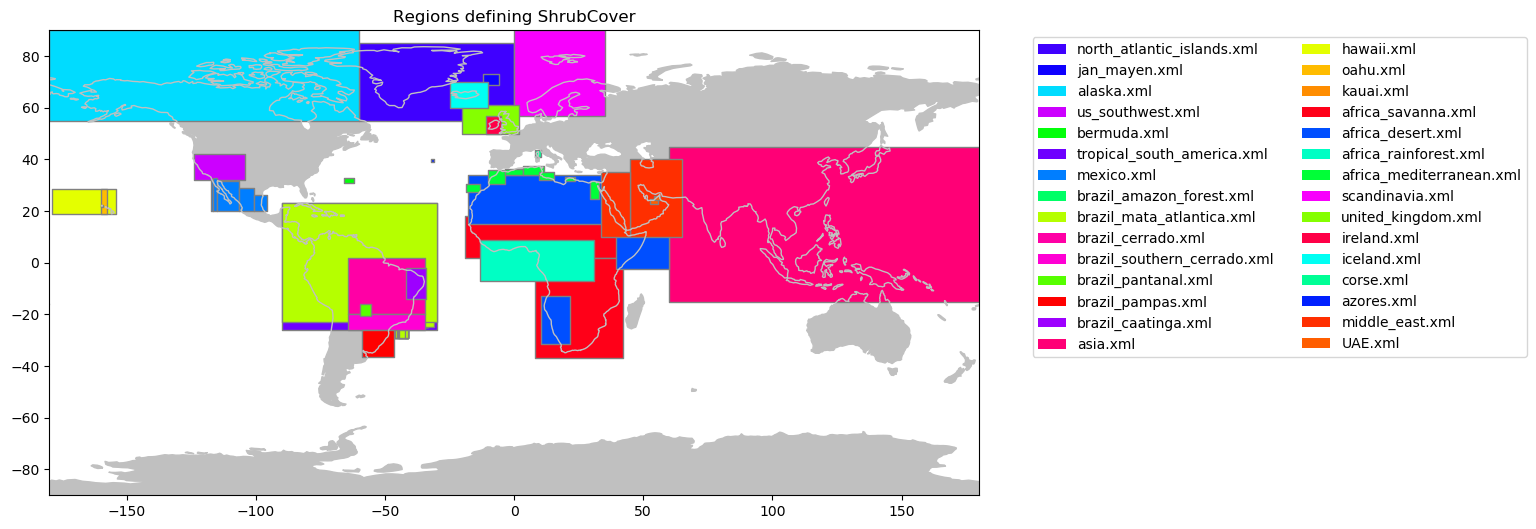 Regions defining ShrubCover
80
60
40
20
0
−20
−40
−60
−80
−150
−100
−50
0
50
100
150
north_atlantic_islands.xml
jan_mayen.xml
alaska.xml
us_southwest.xml
bermuda.xml
tropical_south_america.xml
mexico.xml
brazil_amazon_forest.xml
brazil_mata_atlantica.xml
brazil_cerrado.xml
brazil_southern_cerrado.xml
brazil_pantanal.xml
brazil_pampas.xml
brazil_caatinga.xml
asia.xml
hawaii.xml
oahu.xml
kauai.xml
africa_savanna.xml
africa_desert.xml
africa_rainforest.xml
africa_mediterranean.xml
scandinavia.xml
united_kingdom.xml
ireland.xml
iceland.xml
corse.xml
azores.xml
middle_east.xml
UAE.xml